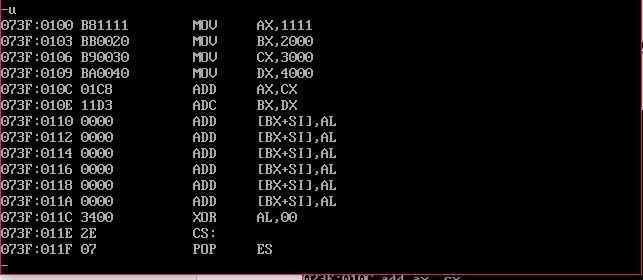 -u
073F:0100 B81111 MOV AX,1111
073F:0103 BB0020 MOV BX,2000
073F:0106 B90030 MOV CX,3000
073F:0109 BA0040 MOV DX,4000
073F:010C 01C8 ADD AX,CX
073F:010E 11D3 ADC BX,DX
073F:0110 0000 ADD [BX+SI],AL
073F:0112 0000 ADD [BX+SI],AL
073F:0114 0000 ADD [BX+SI],AL
073F:0116 0000 ADD [BX+SI],AL
073F:0118 0000 ADD [BX+SI],AL
073F:011A 0000 ADD [BX+SI],AL
073F:011C 3400 XOR AL,00
073F:011E 2E CS:
073F:011F 07 POP ES
-
073F:010C add ax, cx